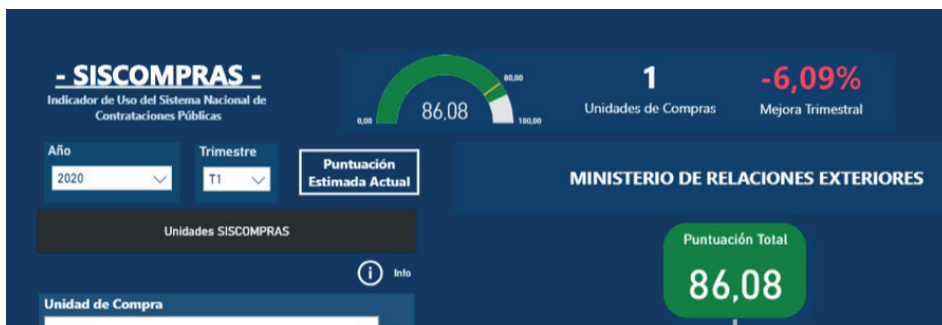 - SISCOMPRAS -
Indicador de Uso del Sistema Nacional de
Contrataciones Públicas
0,00
86,08
80,00
100,00
1
Unidades de Compras
-6,09%
Mejora Trimestral
Año
2020
Trimestre
T1
Puntuación
Estimada Actual
MINISTERIO DE RELACIONES EXTERIORES
Unidades SISCOMPRAS
Puntuación Total
86,08
Info
Unidad de Compra